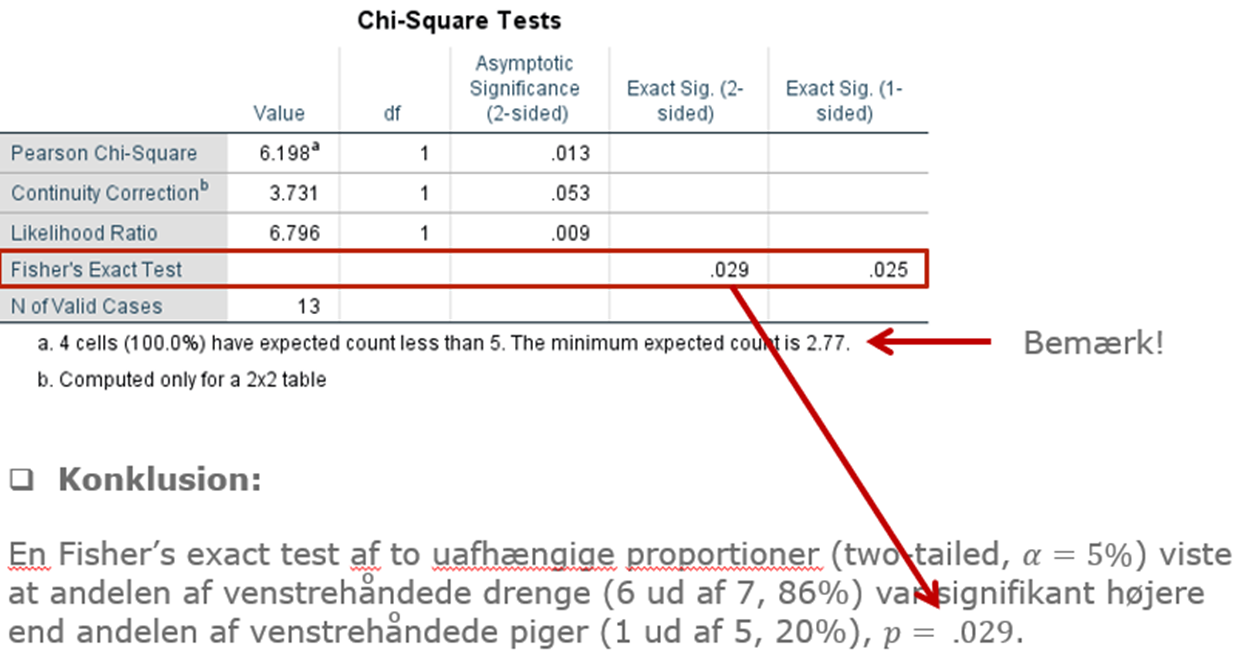 Chi-Square Tests
Value df Asymptotic Significance (2-sided) Exact Sig. (2-sided) Exact Sig. (1-sided)
Pearson Chi-Square 6.198a 1 .013
Continuity Correctionb 3.731 1 .053
Likelihood Ratio 6.796 1 .009
Fisher's Exact Test .029 .025
N of Valid Cases 13
a. 4 cells (100.0%) have expected count less than 5. The minimum expected count is 2.77.
Bemærk!
b. Computed only for a 2x2 table
❑ Konklusion:
En Fisher’s exact test af to uafhængige proportioner (two-tailed, α = 5%) viste
at andelen af venstrehåndede drenge (6 ud af 7, 86%) var signifikant højere
end andelen af venstrehåndede piger (1 ud af 5, 20%), p = .029.